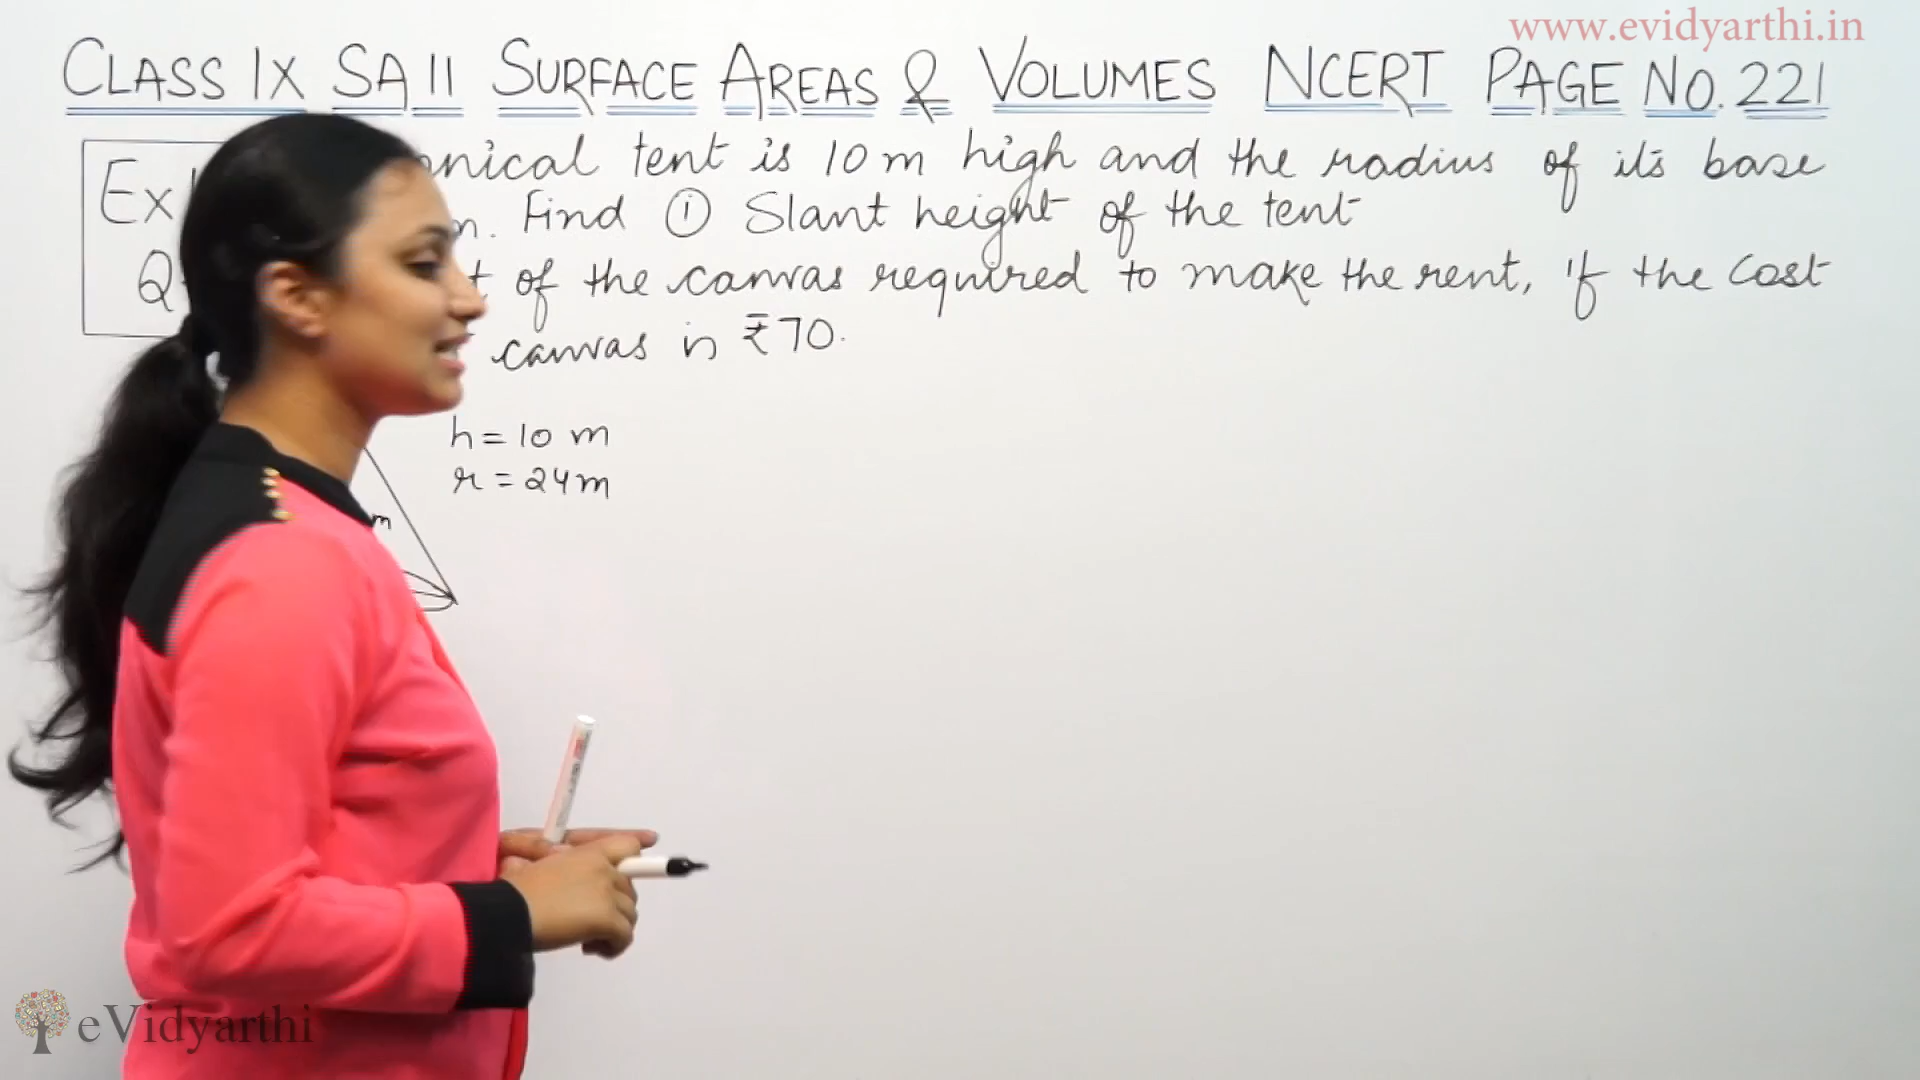 www.evidyarthi.in
CLASS IX SA II SURFACE AREAS & VOLUMES NCERT PAGE NO. 221
Ex
onical tent is 10 m high and the radius of its base
m. Find ① Slant height of the tent
Q
t of the canvas required to make the rent, if the cost
canvas is ₹70.
h = 10 m
r = 24 m
m
eVidyarthi